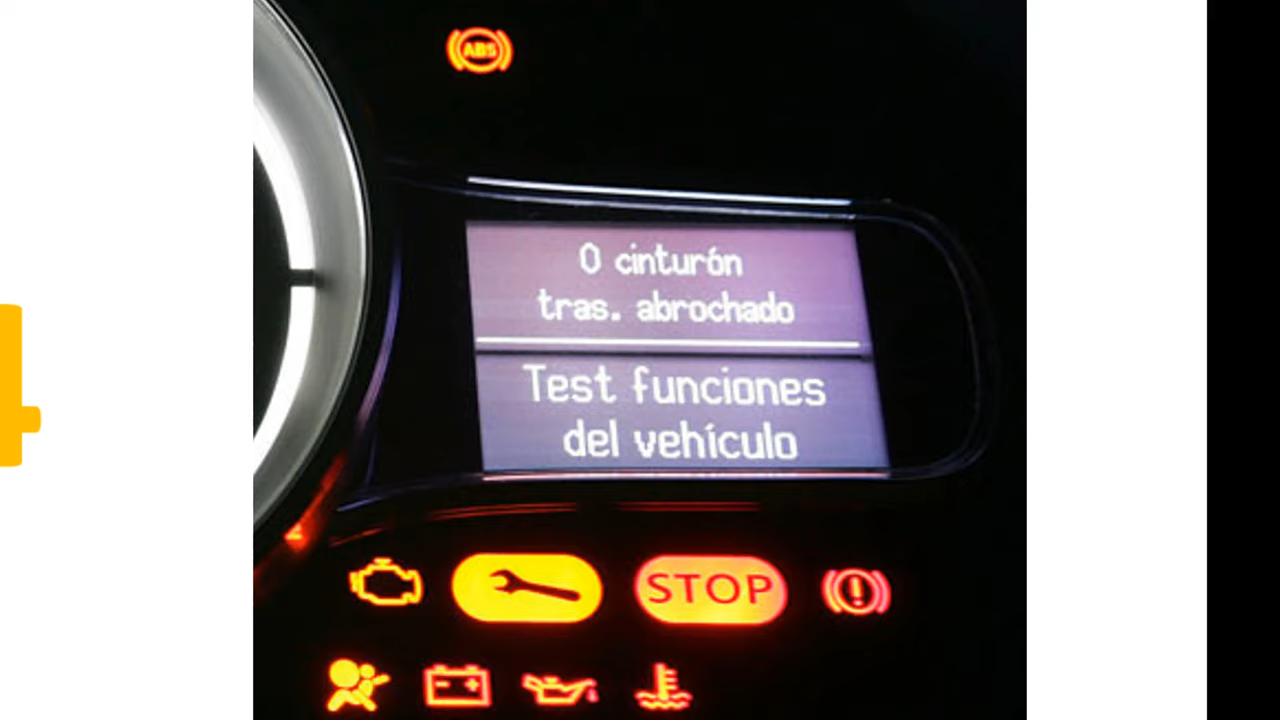 ABS
0 cinturón
tras. abrochado
Test funciones
del vehículo
STOP